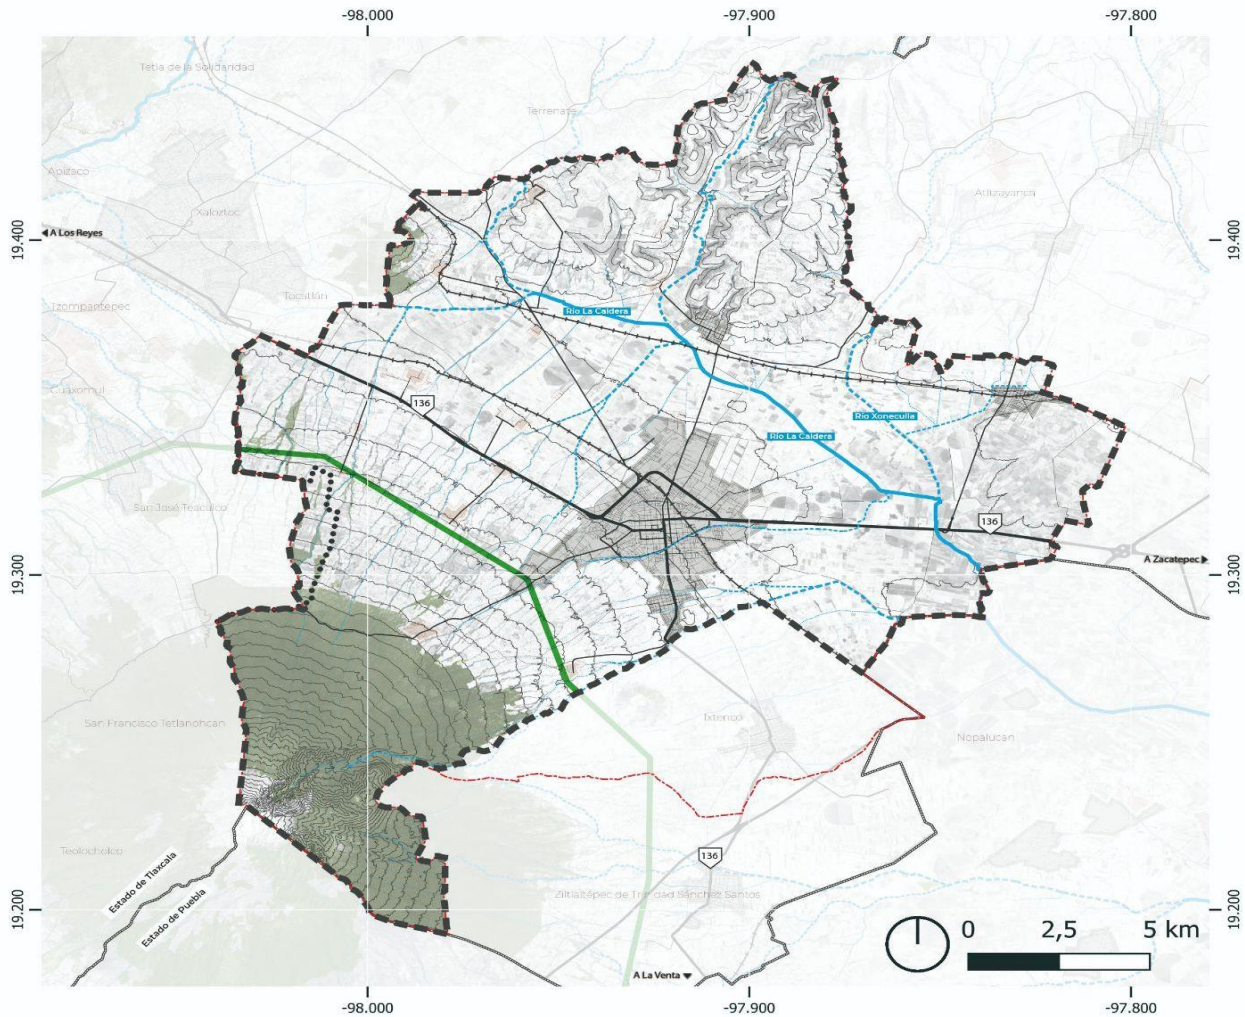 -98.000
-97.900
-97.800
Tetla de la Solidaridad
Terrenate
Apizaco
Atltzayanca
Xaloztoc
19.400
A Los Reyes
19.400
Tocatlán
Tzompantepec
Río La Caldera
Cuaxomul
136
Río Xonecuila
Río La Caldera
San José Teacalco
136
A Zacatepec
19.300
19.300
San Francisco Tetlanohcan
Ixtenco
Nopalucan
Teolocholco
136
Estado de Tlaxcala
Estado de Puebla
Ziltlaltépec de Trinidad Sánchez Santos
19.200
19.200
0 2,5 5 km
A La Venta
-98.000
-97.900
-97.800